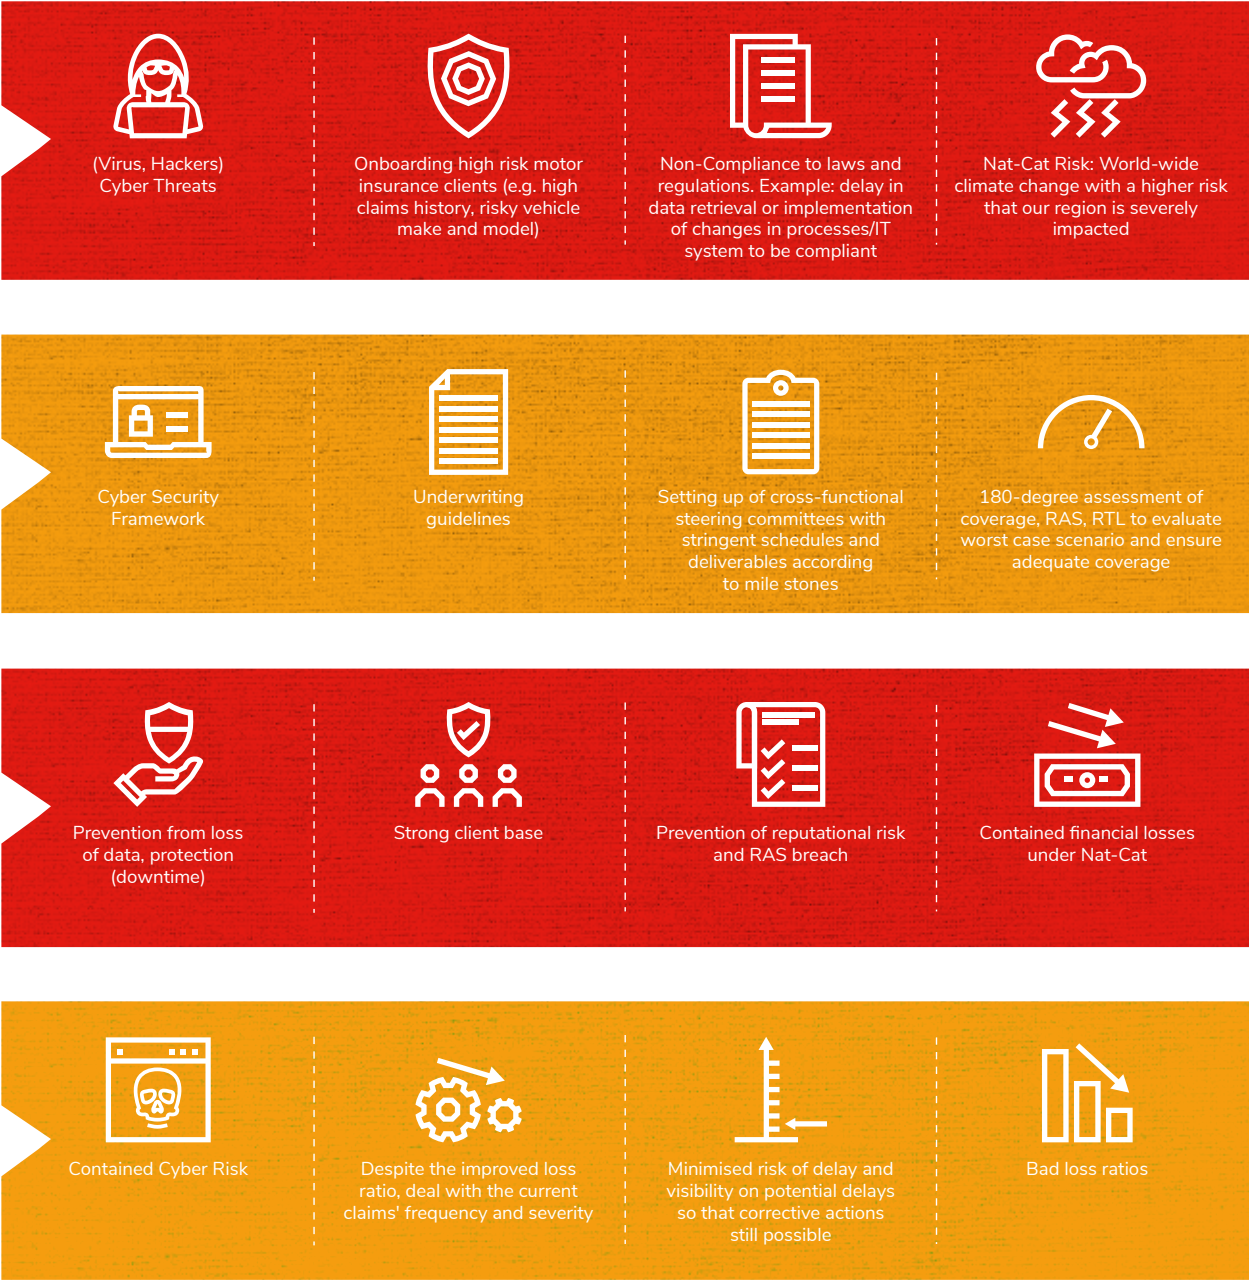 (Virus, Hackers)
Cyber Threats
Onboarding high risk motor
insurance clients (e.g. high
claims history, risky vehicle
make and model)
Non-Compliance to laws and
regulations. Example: delay in
data retrieval or implementation
of changes in processes/IT
system to be compliant
Nat-Cat Risk: World-wide
climate change with a higher risk
that our region is severely
impacted
Cyber Security
Framework
Underwriting
guidelines
Setting up of cross-functional
steering committees with
stringent schedules and
deliverables according
to mile stones
180-degree assessment of
coverage, RAS, RTL to evaluate
worst case scenario and ensure
adequate coverage
Prevention from loss
of data, protection
(downtime)
Strong client base
Prevention of reputational risk
and RAS breach
Contained financial losses
under Nat-Cat
Contained Cyber Risk
Despite the improved loss
ratio, deal with the current
claims' frequency and severity
Minimised risk of delay and
visibility on potential delays
so that corrective actions
still possible
Bad loss ratios